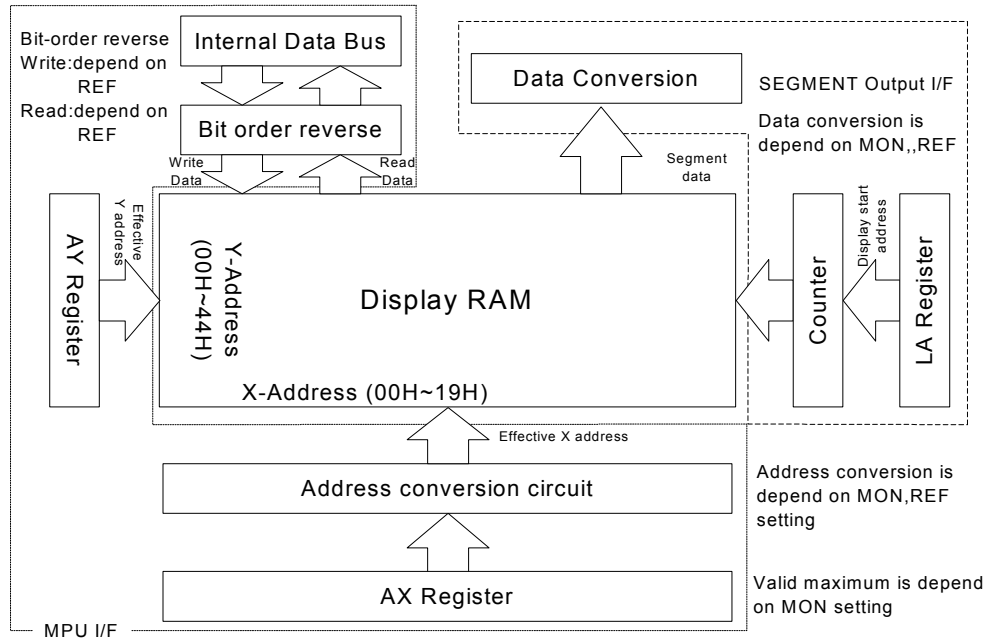 Bit-order reverse
Write:depend on
REF
Read:depend on
REF
Internal Data Bus
Bit order reverse
Write
Data
Read
Data
Data Conversion
SEGMENT Output I/F
Data conversion is
depend on MON,,REF
Segment
data
AY Register
Effective
Y address
Y-Address
(00H~44H)
Display RAM
X-Address (00H~19H)
Counter
Display start
address
LA Register
Effective X address
Address conversion circuit
Address conversion is
depend on MON,REF
setting
AX Register
Valid maximum is depend
on MON setting
MPU I/F